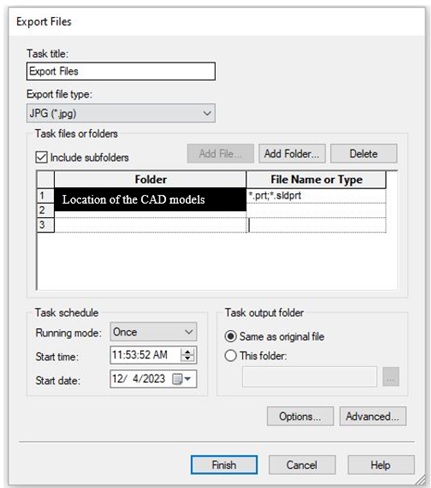 Export Files
Task title:
Export Files
Export file type:
JPG (*.jpg)
Task files or folders
Include subfolders
Add File...
Add Folder...
Delete
Folder
File Name or Type
1
Location of the CAD models
*.prt;*.sldprt
2
3
Task schedule
Running mode:
Once
Start time:
11:53:52 AM
Start date:
12/ 4/2023
Task output folder
Same as original file
This folder:
...
Options...
Advanced...
Finish
Cancel
Help